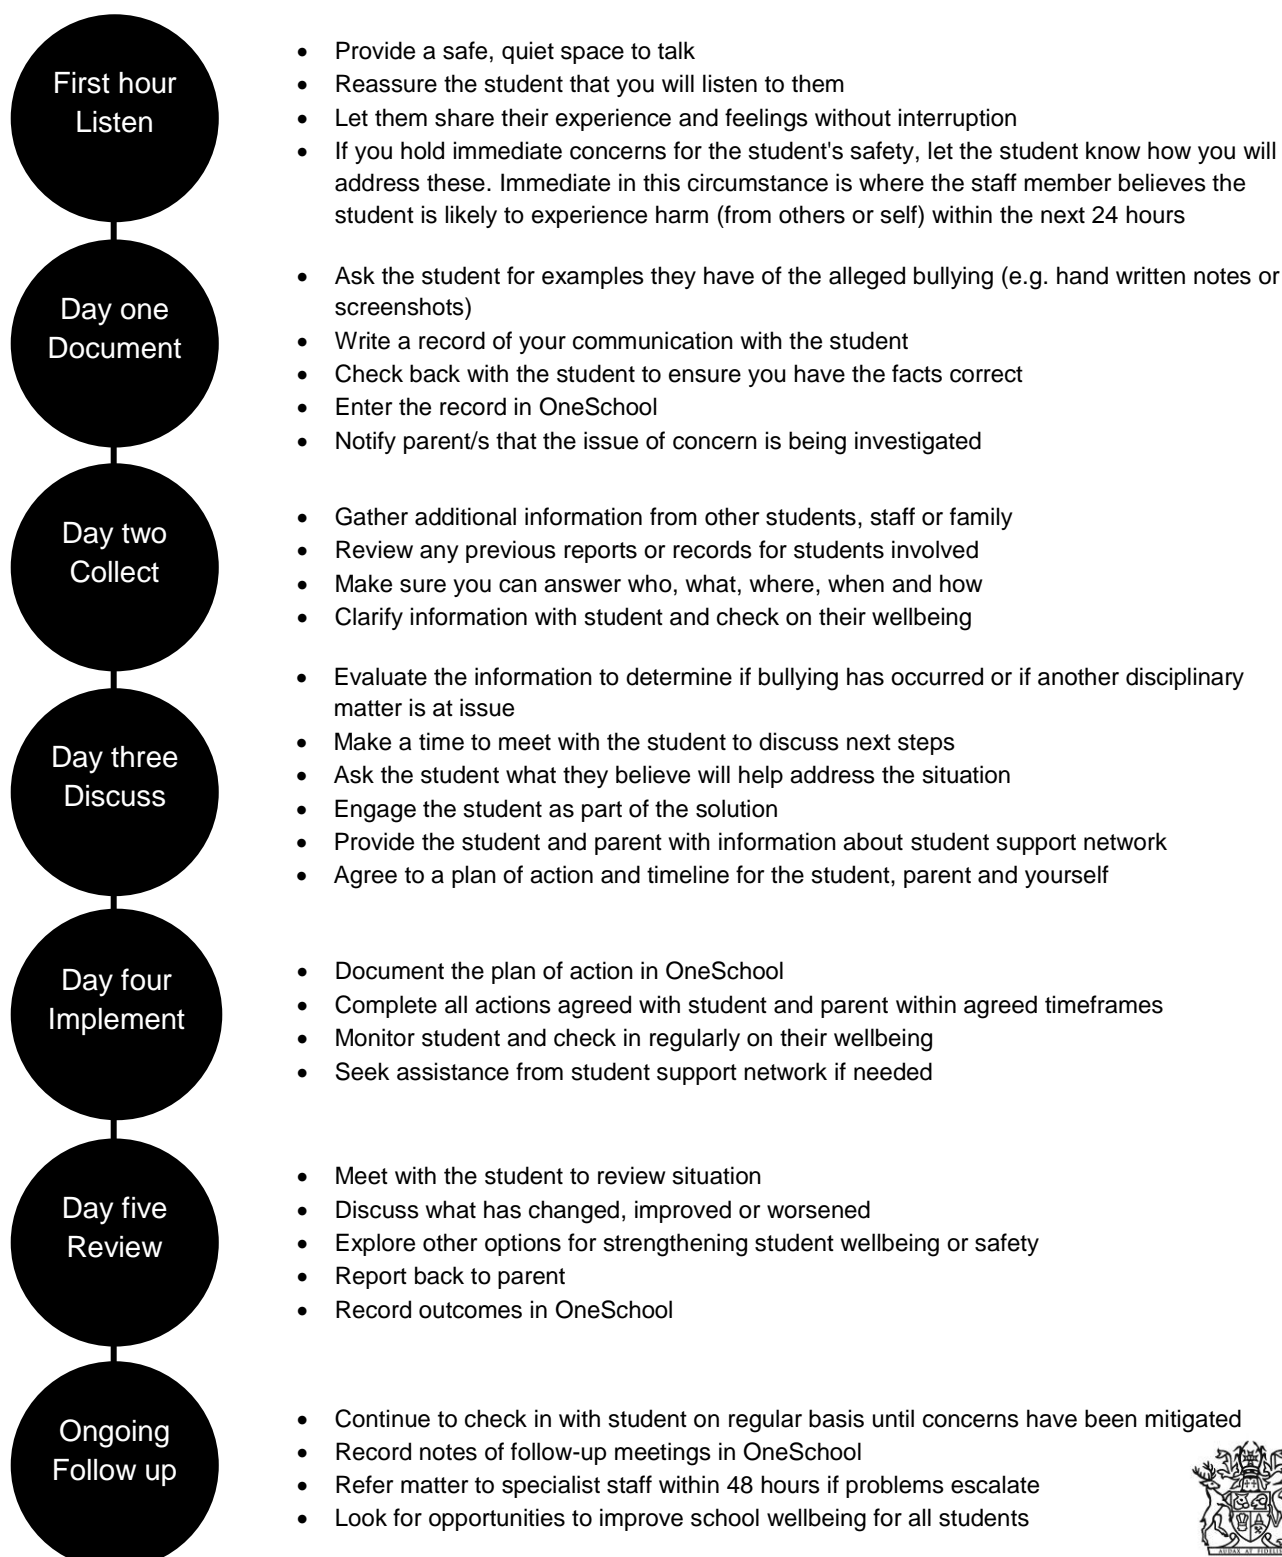 First hour
Listen
• Provide a safe, quiet space to talk
• Reassure the student that you will listen to them
• Let them share their experience and feelings without interruption
• If you hold immediate concerns for the student's safety, let the student know how you will
address these. Immediate in this circumstance is where the staff member believes the
student is likely to experience harm (from others or self) within the next 24 hours
Day one
Document
• Ask the student for examples they have of the alleged bullying (e.g. hand written notes or
screenshots)
• Write a record of your communication with the student
• Check back with the student to ensure you have the facts correct
• Enter the record in OneSchool
• Notify parent/s that the issue of concern is being investigated
Day two
Collect
• Gather additional information from other students, staff or family
• Review any previous reports or records for students involved
• Make sure you can answer who, what, where, when and how
• Clarify information with student and check on their wellbeing
Day three
Discuss
• Evaluate the information to determine if bullying has occurred or if another disciplinary
matter is at issue
• Make a time to meet with the student to discuss next steps
• Ask the student what they believe will help address the situation
• Engage the student as part of the solution
• Provide the student and parent with information about student support network
• Agree to a plan of action and timeline for the student, parent and yourself
Day four
Implement
• Document the plan of action in OneSchool
• Complete all actions agreed with student and parent within agreed timeframes
• Monitor student and check in regularly on their wellbeing
• Seek assistance from student support network if needed
Day five
Review
• Meet with the student to review situation
• Discuss what has changed, improved or worsened
• Explore other options for strengthening student wellbeing or safety
• Report back to parent
• Record outcomes in OneSchool
Ongoing
Follow up
• Continue to check in with student on regular basis until concerns have been mitigated
• Record notes of follow-up meetings in OneSchool
• Refer matter to specialist staff within 48 hours if problems escalate
• Look for opportunities to improve school wellbeing for all students
AUDAX AT